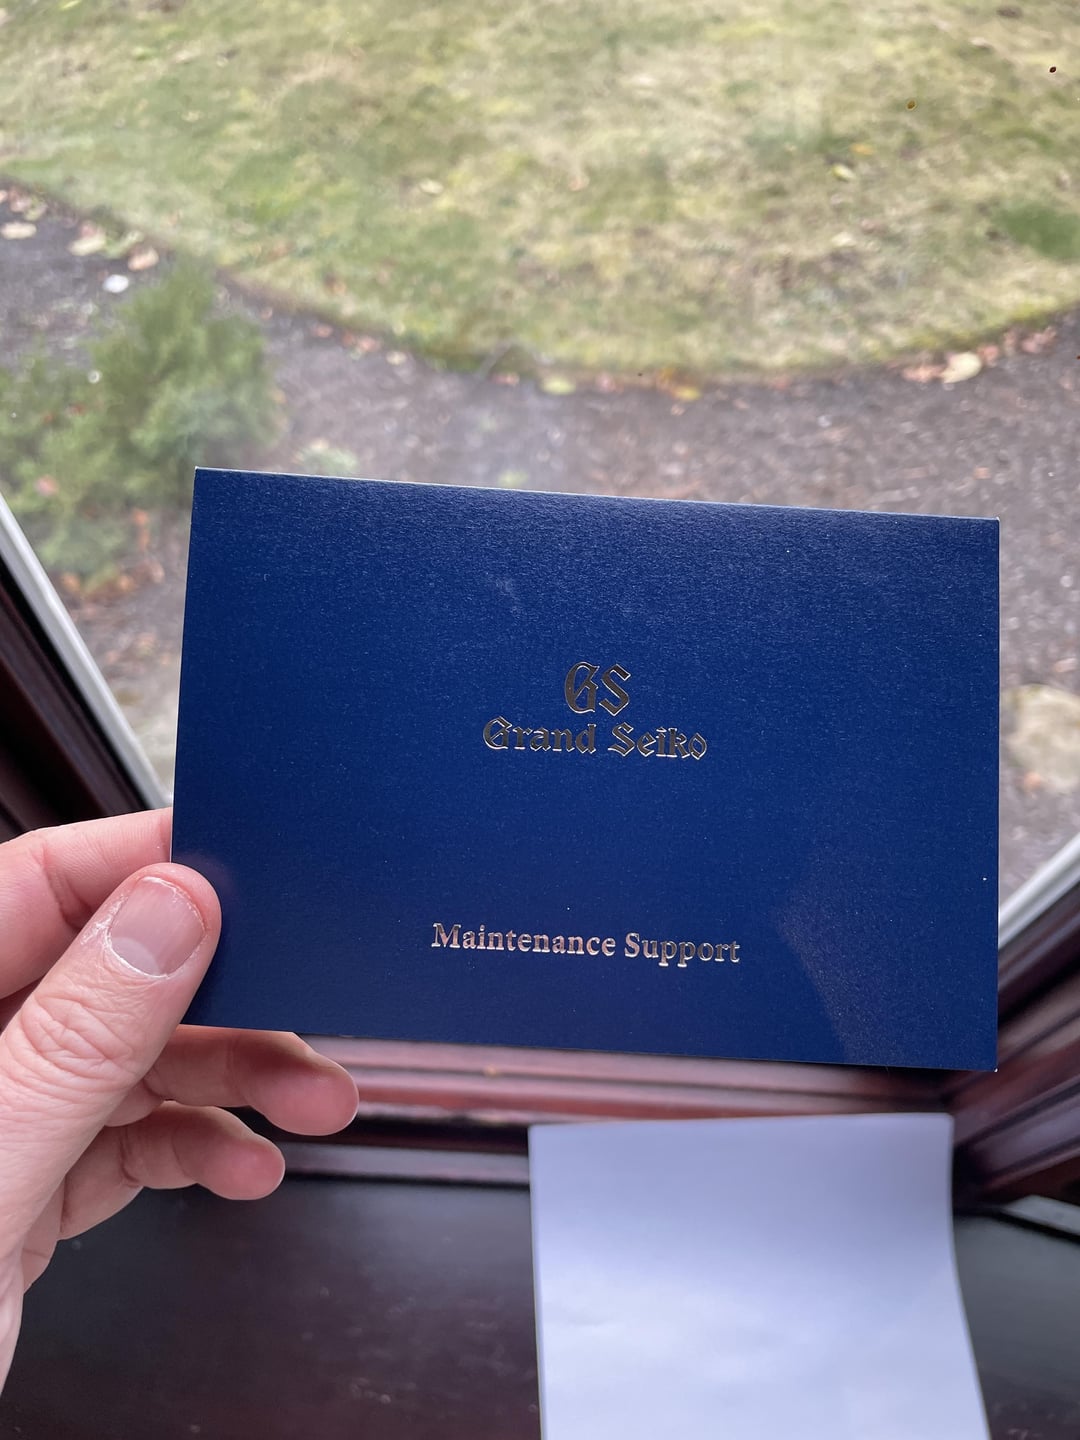 GS
Grand Seiko
Maintenance Support